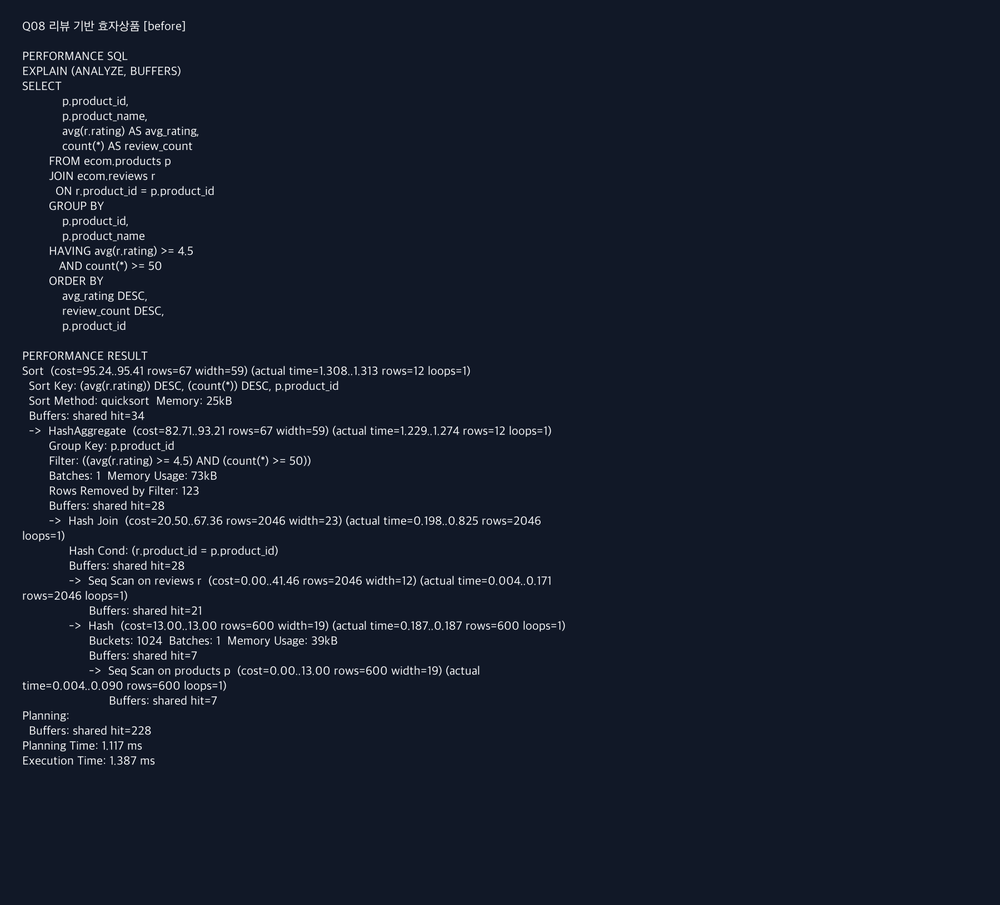 Q08 리뷰 기반 효자상품 [before]
PERFORMANCE SQL
EXPLAIN (ANALYZE, BUFFERS)
SELECT
p.product_id,
p.product_name,
avg(r.rating) AS avg_rating,
count(*) AS review_count
FROM ecom.products p
JOIN ecom.reviews r
ON r.product_id = p.product_id
GROUP BY
p.product_id,
p.product_name
HAVING avg(r.rating) >= 4.5
AND count(*) >= 50
ORDER BY
avg_rating DESC,
review_count DESC,
p.product_id
PERFORMANCE RESULT
Sort  (cost=95.24..95.41 rows=67 width=59) (actual time=1.308..1.313 rows=12 loops=1)
Sort Key: (avg(r.rating)) DESC, (count(*)) DESC, p.product_id
Sort Method: quicksort  Memory: 25kB
Buffers: shared hit=34
->  HashAggregate  (cost=82.71..93.21 rows=67 width=59) (actual time=1.229..1.274 rows=12 loops=1)
Group Key: p.product_id
Filter: ((avg(r.rating) >= 4.5) AND (count(*) >= 50))
Batches: 1  Memory Usage: 73kB
Rows Removed by Filter: 123
Buffers: shared hit=28
->  Hash Join  (cost=20.50..67.36 rows=2046 width=23) (actual time=0.198..0.825 rows=2046
loops=1)
Hash Cond: (r.product_id = p.product_id)
Buffers: shared hit=28
->  Seq Scan on reviews r  (cost=0.00..41.46 rows=2046 width=12) (actual time=0.004..0.171
rows=2046 loops=1)
Buffers: shared hit=21
->  Hash  (cost=13.00..13.00 rows=600 width=19) (actual time=0.187..0.187 rows=600 loops=1)
Buckets: 1024  Batches: 1  Memory Usage: 39kB
Buffers: shared hit=7
->  Seq Scan on products p  (cost=0.00..13.00 rows=600 width=19) (actual
time=0.004..0.090 rows=600 loops=1)
Buffers: shared hit=7
Planning:
Buffers: shared hit=228
Planning Time: 1.117 ms
Execution Time: 1.387 ms